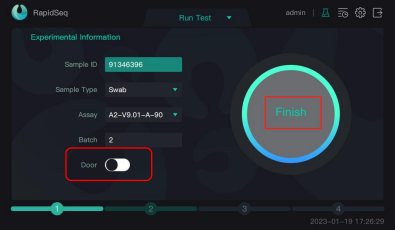 RapidSeq
Run Test
admin
Experimental Information
Sample ID 91346396
Sample Type Swab
Assay A2-V9.01-A-90
Batch 2
Door
Finish
1 2 3 4
2023-01-19 17:26:29